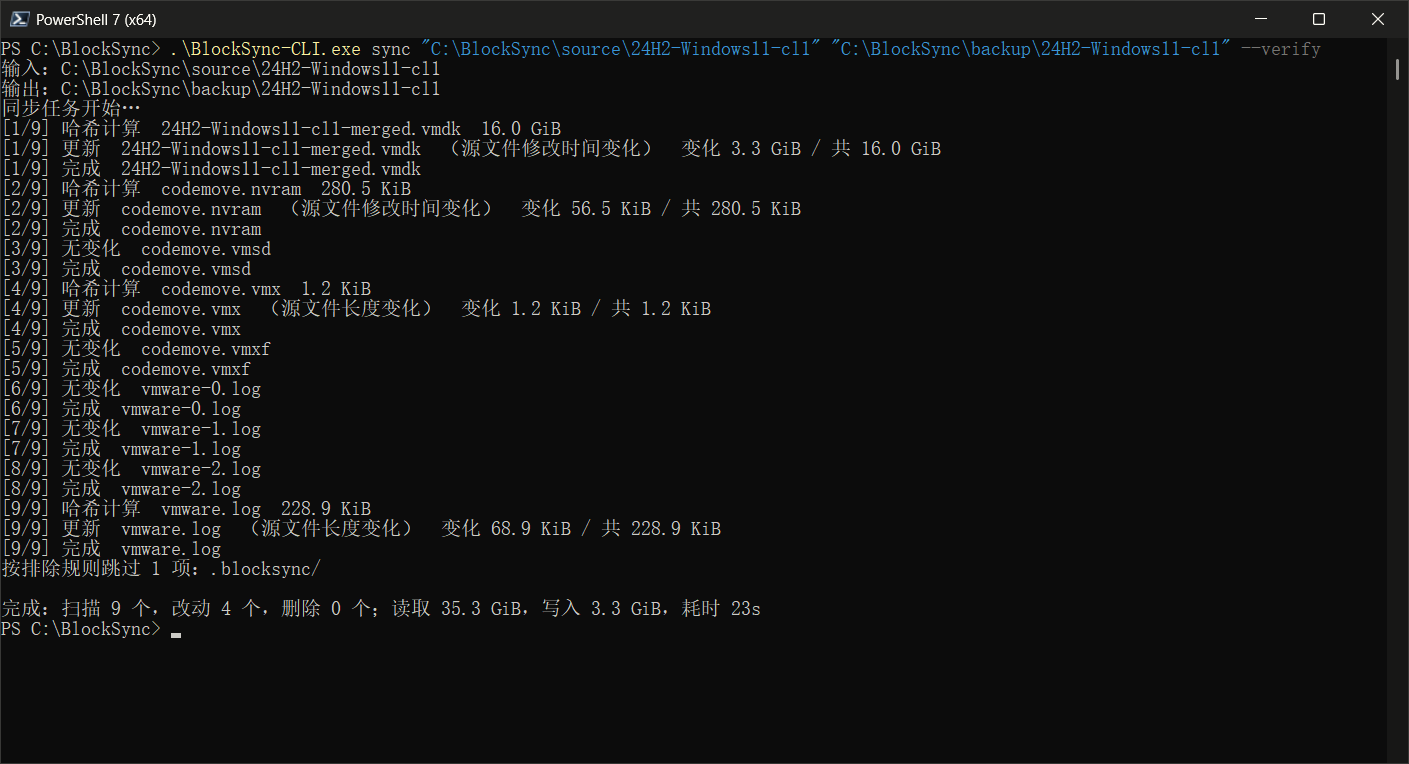 PowerShell 7 (x64)
PS C:\BlockSync> .\BlockSync-CLI.exe sync "C:\BlockSync\source\24H2-Windows11-cl1" "C:\BlockSync\backup\24H2-Windows11-cl1" --verify
输入：C:\BlockSync\source\24H2-Windows11-cl1
输出：C:\BlockSync\backup\24H2-Windows11-cl1
同步任务开始…
[1/9] 哈希计算  24H2-Windows11-cl1-merged.vmdk  16.0 GiB
[1/9] 更新  24H2-Windows11-cl1-merged.vmdk  （源文件修改时间变化）  变化 3.3 GiB / 共 16.0 GiB
[1/9] 完成  24H2-Windows11-cl1-merged.vmdk
[2/9] 哈希计算  codemove.nvram  280.5 KiB
[2/9] 更新  codemove.nvram  （源文件修改时间变化）  变化 56.5 KiB / 共 280.5 KiB
[2/9] 完成  codemove.nvram
[3/9] 无变化  codemove.vmsd
[3/9] 完成  codemove.vmsd
[4/9] 哈希计算  codemove.vmx  1.2 KiB
[4/9] 更新  codemove.vmx  （源文件长度变化）  变化 1.2 KiB / 共 1.2 KiB
[4/9] 完成  codemove.vmx
[5/9] 无变化  codemove.vmxf
[5/9] 完成  codemove.vmxf
[6/9] 无变化  vmware-0.log
[6/9] 完成  vmware-0.log
[7/9] 无变化  vmware-1.log
[7/9] 完成  vmware-1.log
[8/9] 无变化  vmware-2.log
[8/9] 完成  vmware-2.log
[9/9] 哈希计算  vmware.log  228.9 KiB
[9/9] 更新  vmware.log  （源文件长度变化）  变化 68.9 KiB / 共 228.9 KiB
[9/9] 完成  vmware.log
按排除规则跳过 1 项：.blocksync/
完成：扫描 9 个，改动 4 个，删除 0 个；读取 35.3 GiB，写入 3.3 GiB，耗时 23s
PS C:\BlockSync>